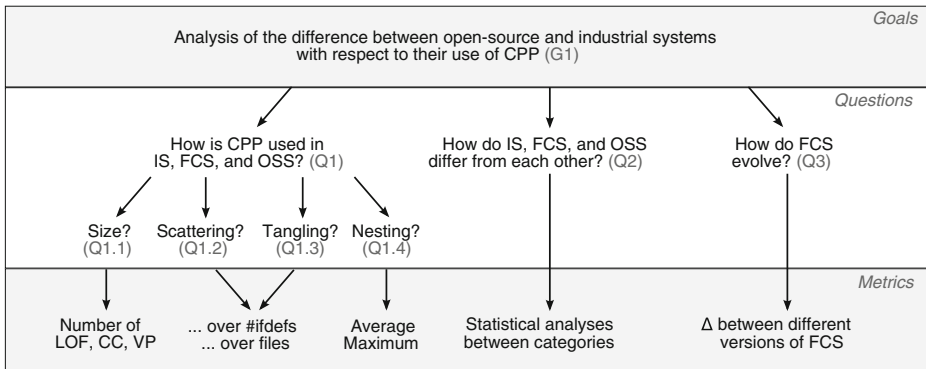 Goals
Analysis of the difference between open-source and industrial systems
with respect to their use of CPP (G1)
Questions
How is CPP used in
IS, FCS, and OSS? (Q1)
How do IS, FCS, and OSS
differ from each other? (Q2)
How do FCS
evolve? (Q3)
Size?
(Q1.1)
Scattering?
(Q1.2)
Tangling?
(Q1.3)
Nesting?
(Q1.4)
Metrics
Number of
LOF, CC, VP
... over #ifdefs
... over files
Average
Maximum
Statistical analyses
between categories
Δ between different
versions of FCS